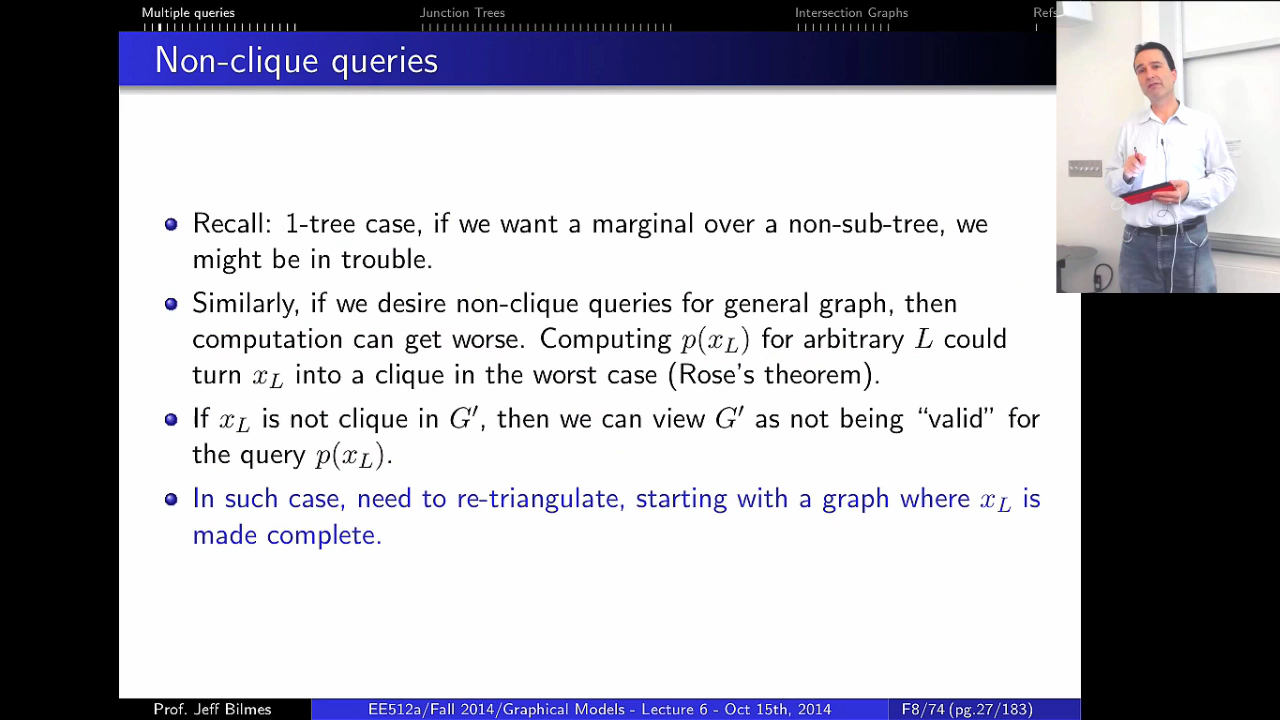 Multiple queries Junction Trees Intersection Graphs Refs
Non-clique queries
Recall: 1-tree case, if we want a marginal over a non-sub-tree, we
might be in trouble.
Similarly, if we desire non-clique queries for general graph, then
computation can get worse. Computing p(x_L) for arbitrary L could
turn x_L into a clique in the worst case (Rose's theorem).
If x_L is not clique in G′, then we can view G′ as not being “valid” for
the query p(x_L).
In such case, need to re-triangulate, starting with a graph where x_L is
made complete.
Prof. Jeff Bilmes EE512a/Fall 2014/Graphical Models - Lecture 6 - Oct 15th, 2014 F8/74 (pg.27/183)